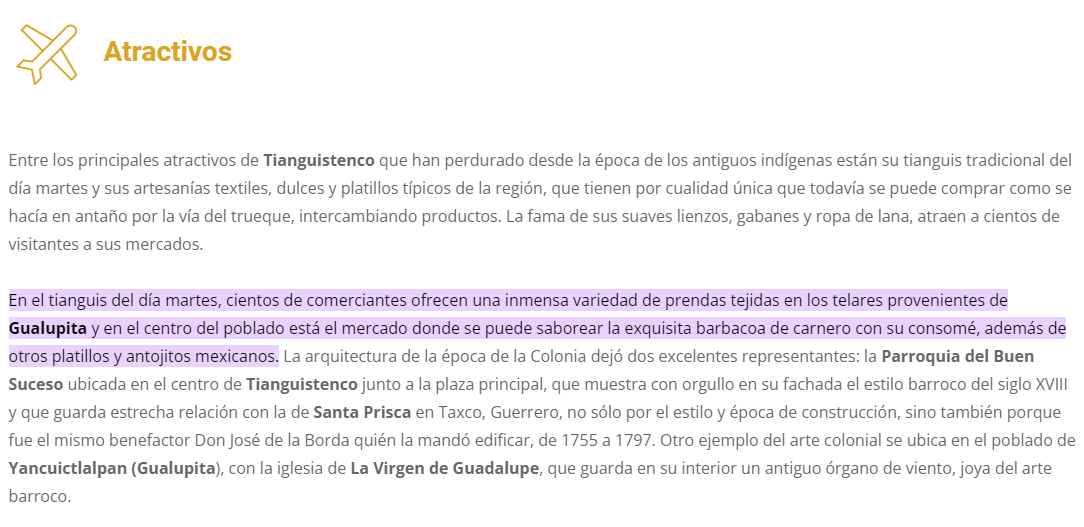 Atractivos
Entre los principales atractivos de Tianguistenco que han perdurado desde la época de los antiguos indígenas están su tianguis tradicional del
día martes y sus artesanías textiles, dulces y platillos típicos de la región, que tienen por cualidad única que todavía se puede comprar como se
hacía en antaño por la vía del trueque, intercambiando productos. La fama de sus suaves lienzos, gabanes y ropa de lana, atraen a cientos de
visitantes a sus mercados.
En el tianguis del día martes, cientos de comerciantes ofrecen una inmensa variedad de prendas tejidas en los telares provenientes de
Gualupita y en el centro del poblado está el mercado donde se puede saborear la exquisita barbacoa de carnero con su consomé, además de
otros platillos y antojitos mexicanos. La arquitectura de la época de la Colonia dejó dos excelentes representantes: la Parroquia del Buen
Suceso ubicada en el centro de Tianguistenco junto a la plaza principal, que muestra con orgullo en su fachada el estilo barroco del siglo XVIII
y que guarda estrecha relación con la de Santa Prisca en Taxco, Guerrero, no sólo por el estilo y época de construcción, sino también porque
fue el mismo benefactor Don José de la Borda quién la mandó edificar, de 1755 a 1797. Otro ejemplo del arte colonial se ubica en el poblado de
Yancuictlalpan (Gualupita), con la iglesia de La Virgen de Guadalupe, que guarda en su interior un antiguo órgano de viento, joya del arte
barroco.